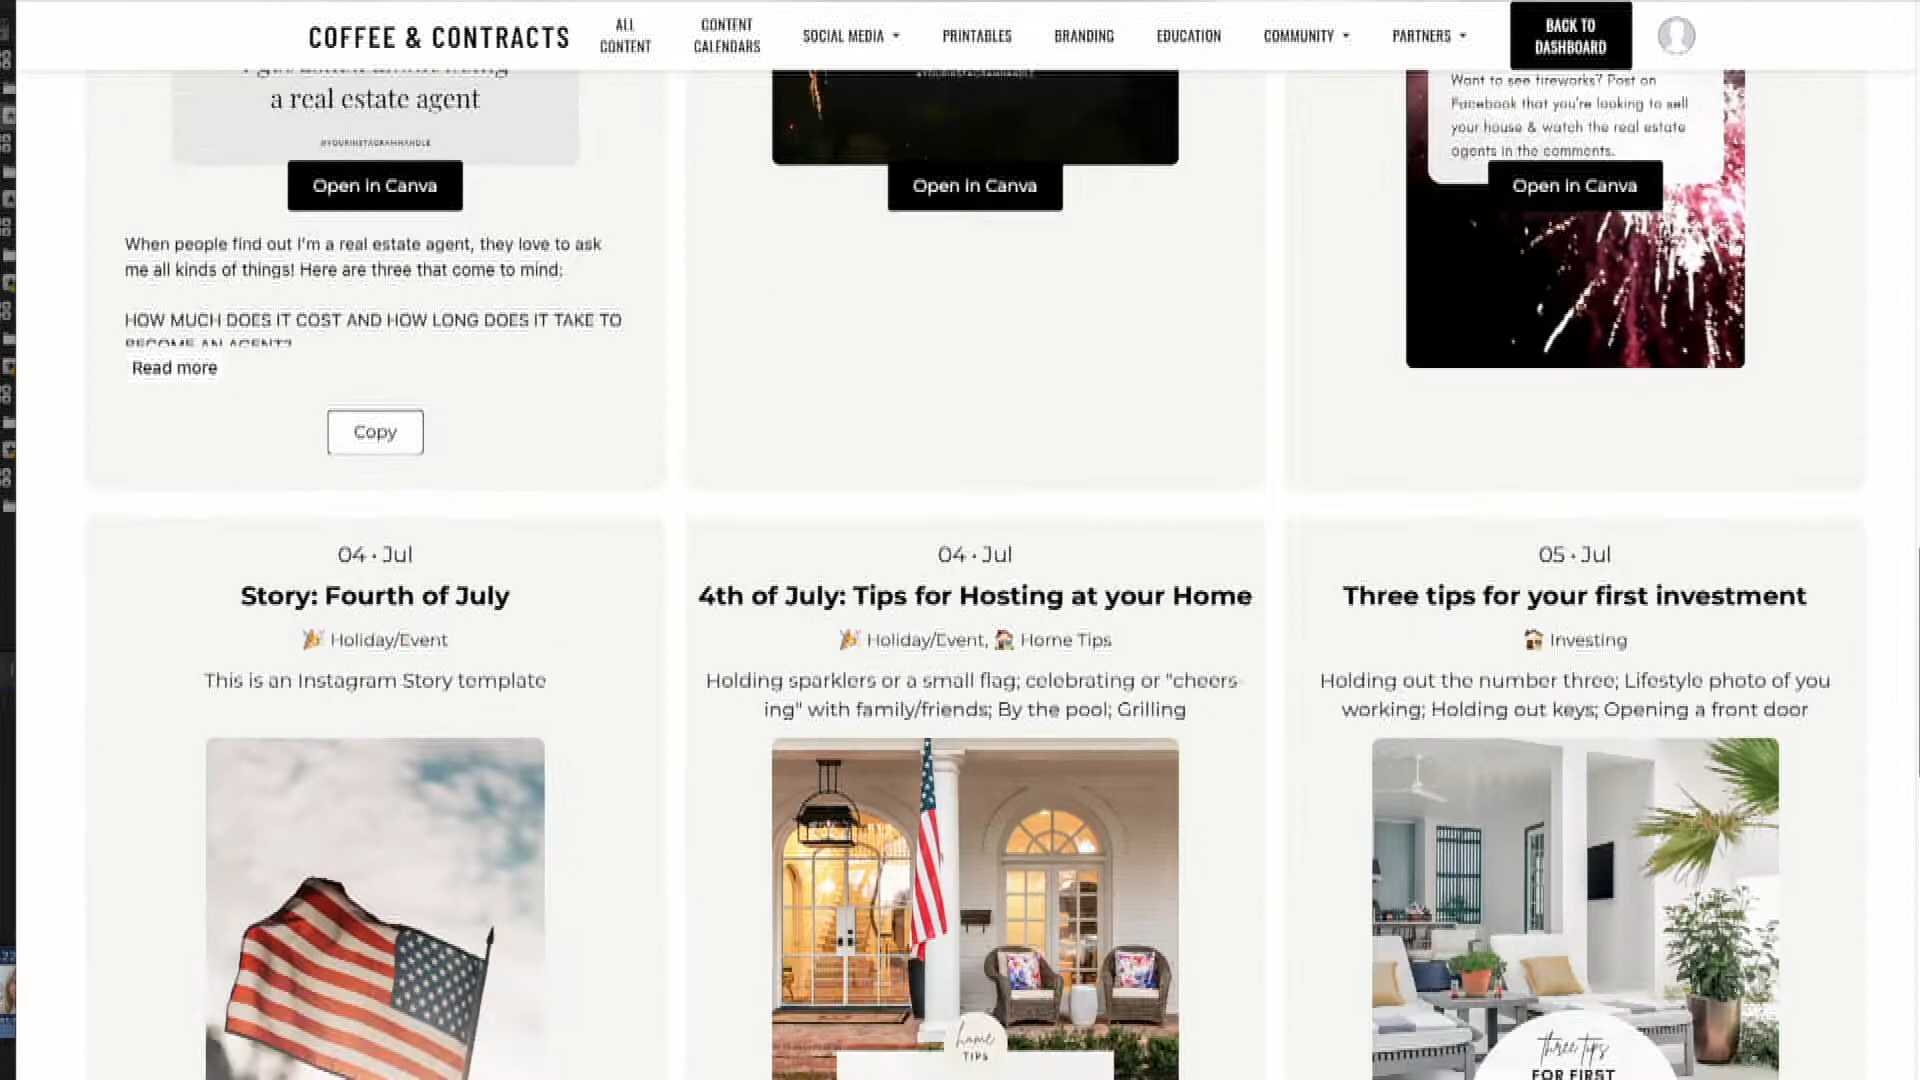 COFFEE & CONTRACTS
ALL
CONTENT
CONTENT
CALENDARS
SOCIAL MEDIA
PRINTABLES
BRANDING
EDUCATION
COMMUNITY
PARTNERS
BACK TO
DASHBOARD
a real estate agent
@YOURINSTAGRAMHANDLE
Open in Canva
When people find out I'm a real estate agent, they love to ask
me all kinds of things! Here are three that come to mind:
HOW MUCH DOES IT COST AND HOW LONG DOES IT TAKE TO
BECOME AN AGENT?
Read more
Copy
@YOURINSTAGRAMHANDLE
Open in Canva
Want to see fireworks? Post on
Facebook that you're looking to sell
your house & watch the real estate
agents in the comments.
Open in Canva
04 • Jul
Story: Fourth of July
Holiday/Event
This is an Instagram Story template
04 • Jul
4th of July: Tips for Hosting at your Home
Holiday/Event, Home Tips
Holding sparklers or a small flag; celebrating or "cheers-
ing" with family/friends; By the pool; Grilling
home
TIPS
05 • Jul
Three tips for your first investment
Investing
Holding out the number three; Lifestyle photo of you
working; Holding out keys; Opening a front door
three tips
FOR FIRST